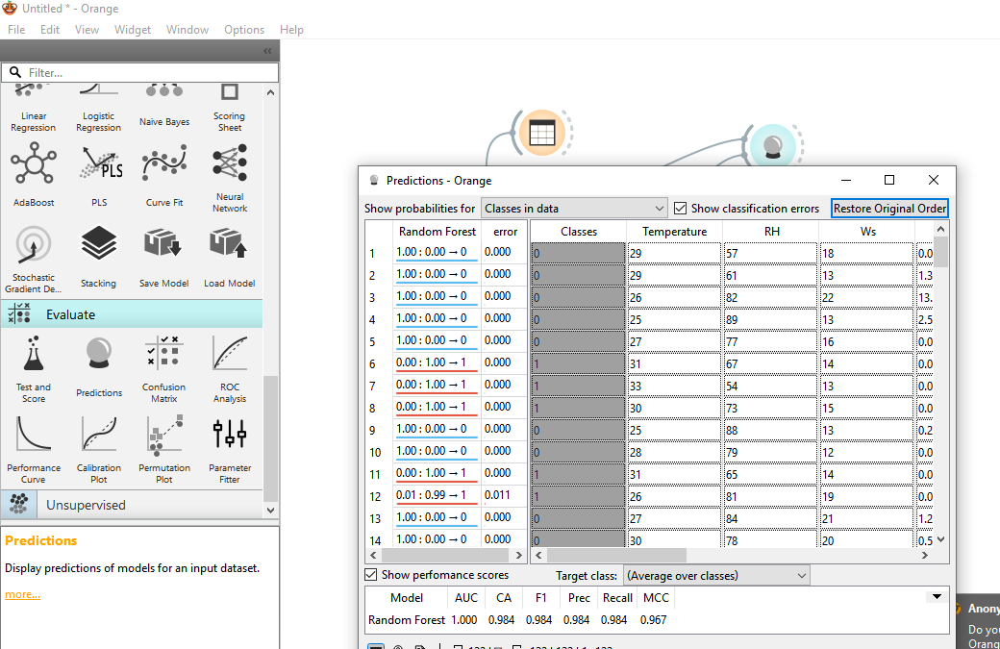 Untitled * - Orange
File Edit View Widget Window Options Help
Filter...
Linear Regression Logistic Regression Naive Bayes Scoring Sheet
AdaBoost PLS Curve Fit Neural Network
PLS
Stochastic Gradient De... Stacking Save Model Load Model
Evaluate
Test and Score Predictions Confusion Matrix ROC Analysis
Performance Curve Calibration Plot Permutation Plot Parameter Fitter
Unsupervised
Predictions
Display predictions of models for an input dataset.
more...
Predictions - Orange
Show probabilities for Classes in data Show classification errors Restore Original Order
Random Forest error Classes Temperature RH Ws
1 1.00 : 0.00 → 0 0.000 0 29 57 18 0.0
2 1.00 : 0.00 → 0 0.000 0 29 61 13 1.3
3 1.00 : 0.00 → 0 0.000 0 26 82 22 13.
4 1.00 : 0.00 → 0 0.000 0 25 89 13 2.5
5 1.00 : 0.00 → 0 0.000 0 27 77 16 0.0
6 0.00 : 1.00 → 1 0.000 1 31 67 14 0.0
7 0.00 : 1.00 → 1 0.000 1 33 54 13 0.0
8 0.00 : 1.00 → 1 0.000 1 30 73 15 0.0
9 1.00 : 0.00 → 0 0.000 0 25 88 13 0.2
10 1.00 : 0.00 → 0 0.000 0 28 79 12 0.0
11 0.00 : 1.00 → 1 0.000 1 31 65 14 0.0
12 0.01 : 0.99 → 1 0.011 1 26 81 19 0.0
13 1.00 : 0.00 → 0 0.000 0 27 84 21 1.2
14 1.00 : 0.00 → 0 0.000 0 30 78 20 0.5
Show perfomance scores Target class: (Average over classes)
Model AUC CA F1 Prec Recall MCC
Random Forest 1.000 0.984 0.984 0.984 0.984 0.967
Anony
Do you
Orang